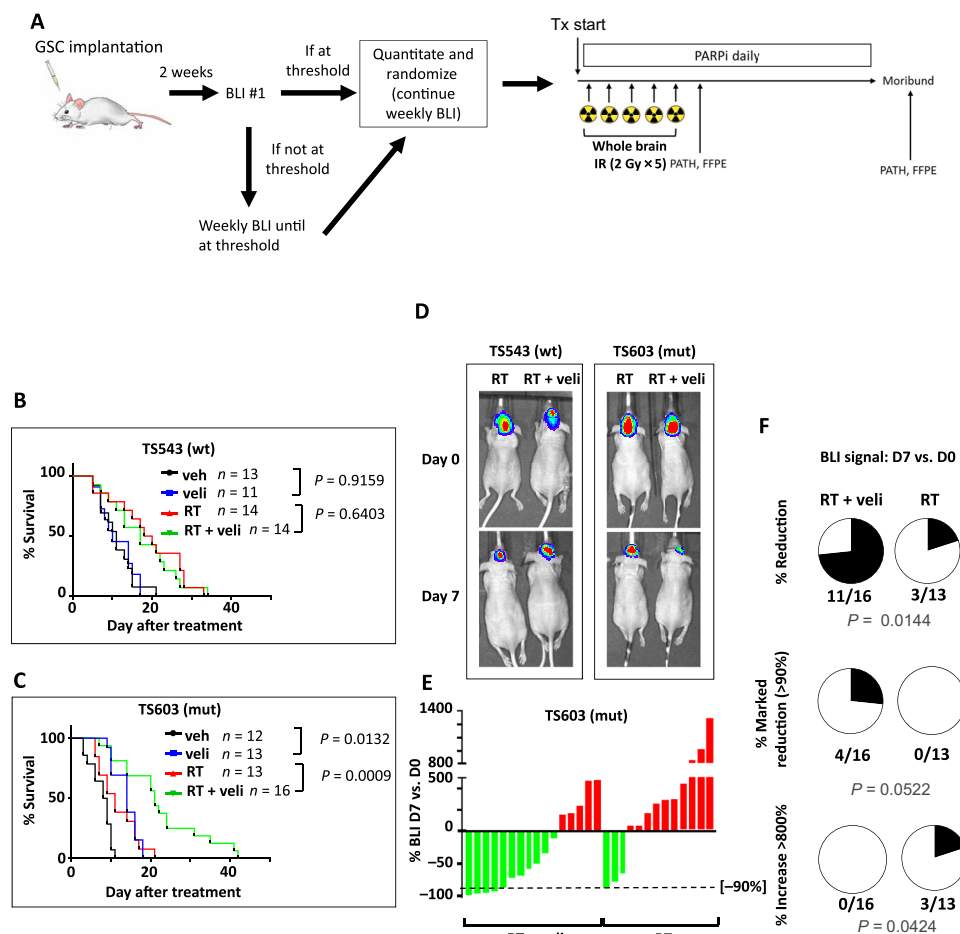 A
GSC implantation
2 weeks
BLI #1
If at
threshold
If not at
threshold
Weekly BLI until
at threshold
Quantitate and
randomize
(continue
weekly BLI)
Tx start
PARPi daily
Moribund
Whole brain
IR (2 Gy × 5)
PATH, FFPE
PATH, FFPE
B
TS543 (wt)
% Survival
100
50
0
0
20
40
Day after treatment
veh n = 13
veli n = 11
RT n = 14
RT + veli n = 14
P = 0.9159
P = 0.6403
C
TS603 (mut)
% Survival
100
50
0
0
20
40
Day after treatment
veh n = 12
veli n = 13
RT n = 13
RT + veli n = 16
P = 0.0132
P = 0.0009
D
TS543 (wt)
TS603 (mut)
RT RT + veli
RT RT + veli
Day 0
Day 7
E
TS603 (mut)
% BLI D7 vs. D0
1400
800
500
0
−50
−100
[−90%]
F
BLI signal: D7 vs. D0
RT + veli RT
% Reduction
11/16 3/13
P = 0.0144
% Marked
reduction (>90%)
4/16 0/13
P = 0.0522
% Increase >800%
0/16 3/13
P = 0.0424